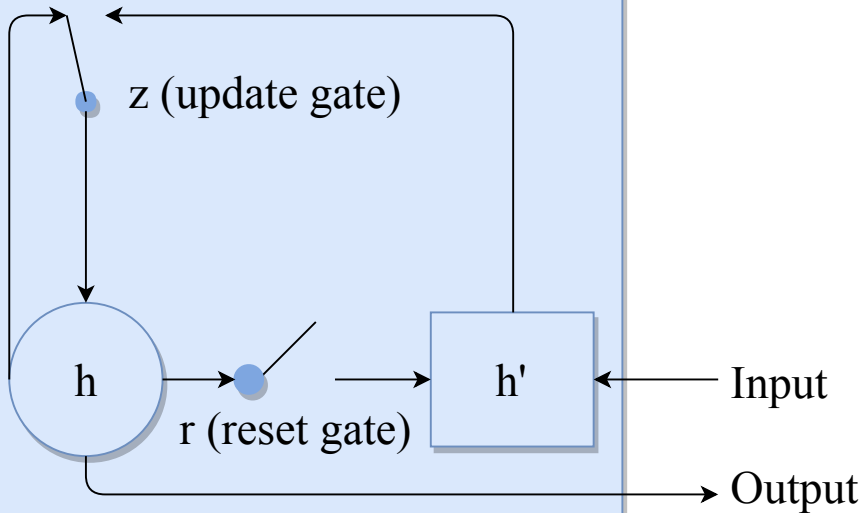 z (update gate)
h
h'
Input
r (reset gate)
Output